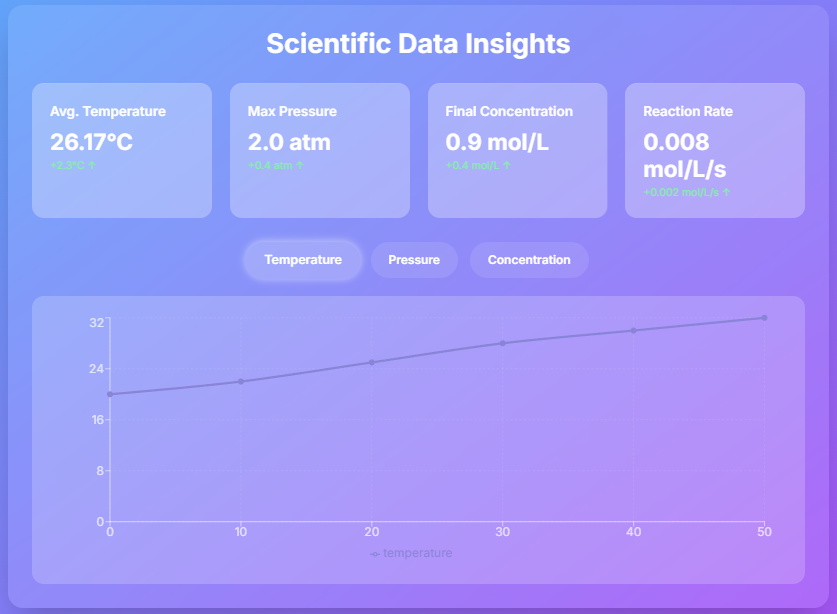 Scientific Data Insights
Avg. Temperature
26.17°C
+2.3°C ↑
Max Pressure
2.0 atm
+0.4 atm ↑
Final Concentration
0.9 mol/L
+0.4 mol/L ↑
Reaction Rate
0.008
mol/L/s
+0.002 mol/L/s ↑
Temperature
Pressure
Concentration
32
24
16
8
0
0 10 20 30 40 50
temperature